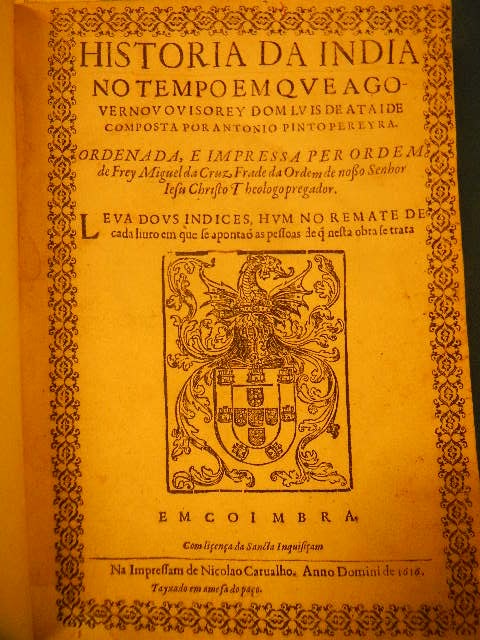 HISTORIA DA INDIA
NO TEMPO EM QVE A GO-
VERNOV O VISOREY DOM LVIS DE ATAIDE
COMPOSTA POR ANTONIO PINTO PEREYRA.
ORDENADA, E IMPRESSA PER ORDEM
de Frey Miguel da Cruz, Frade da Ordem de noſſo Senhor
Ieſu Chriſto Theologo pregador.
LEVA DOVS INDICES, HVM NO REMATE DE
cada liuro em que ſe apontaõ as peſſoas de q̃ neſta obra ſe trata
EM COIMBRA,
Com liçença da Sancta Inquiſiçam
Na Impreſſam de Nicolao Carualho. Anno Domini de 1616.
Tayxado em a meſa do paço.